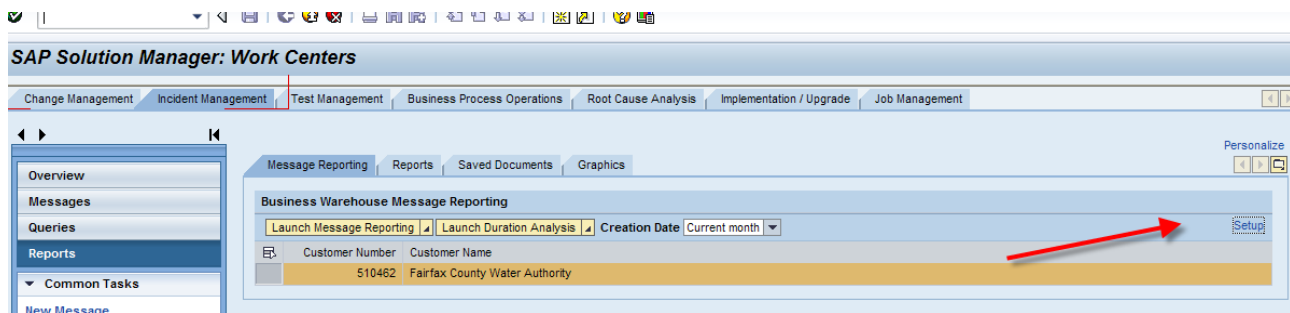 SAP Solution Manager: Work Centers
Change Management Incident Management Test Management Business Process Operations Root Cause Analysis Implementation / Upgrade Job Management
Personalize
Message Reporting Reports Saved Documents Graphics
Overview
Messages
Queries
Reports
Common Tasks
New Message
Business Warehouse Message Reporting
Launch Message Reporting Launch Duration Analysis Creation Date Current month Setup
Customer Number Customer Name
510462 Fairfax County Water Authority